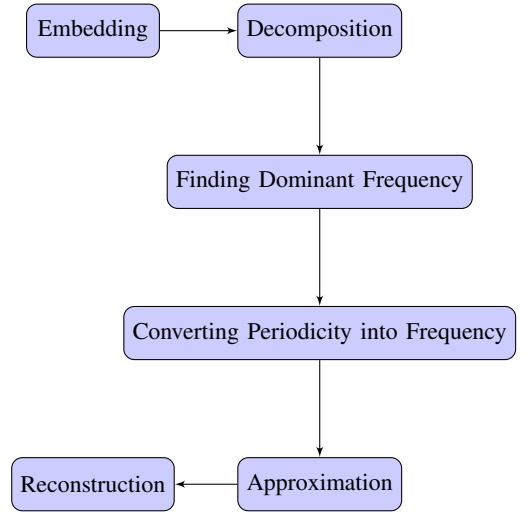 Embedding
Decomposition
Finding Dominant Frequency
Converting Periodicity into Frequency
Reconstruction
Approximation